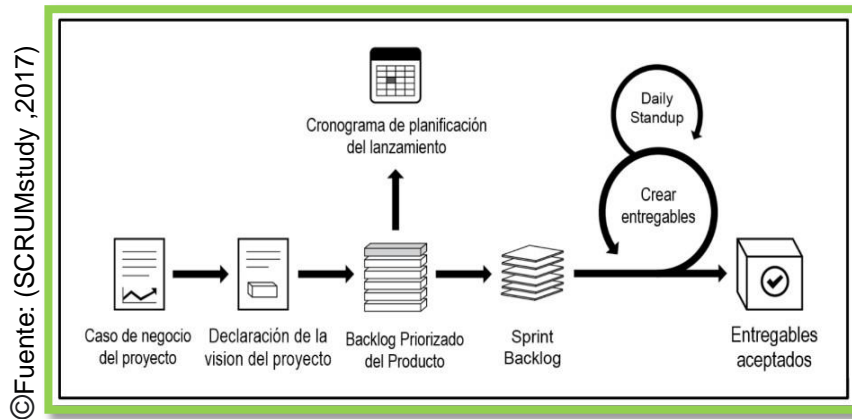 ©Fuente: (SCRUMstudy ,2017)
Cronograma de planificación
del lanzamiento
Daily
Standup
Crear
entregables
Caso de negocio
del proyecto
Declaración de la
vision del proyecto
Backlog Priorizado
del Producto
Sprint
Backlog
Entregables
aceptados